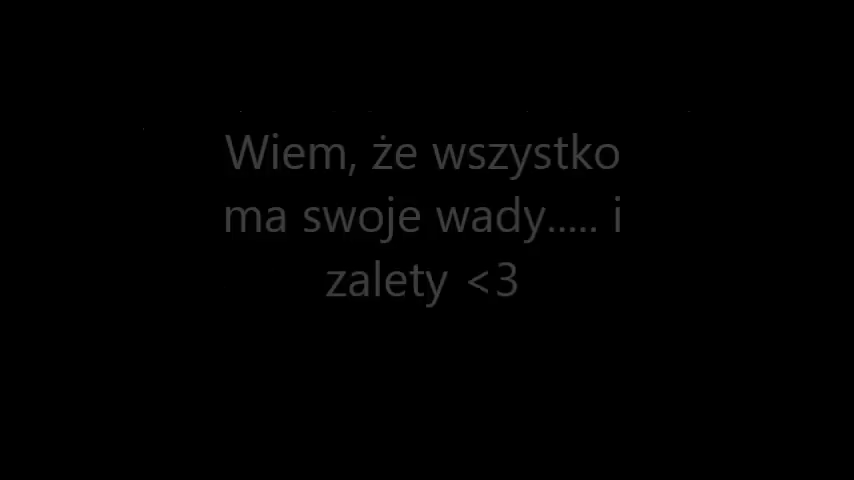 Wiem, że wszystko
ma swoje wady..... i
zalety <3